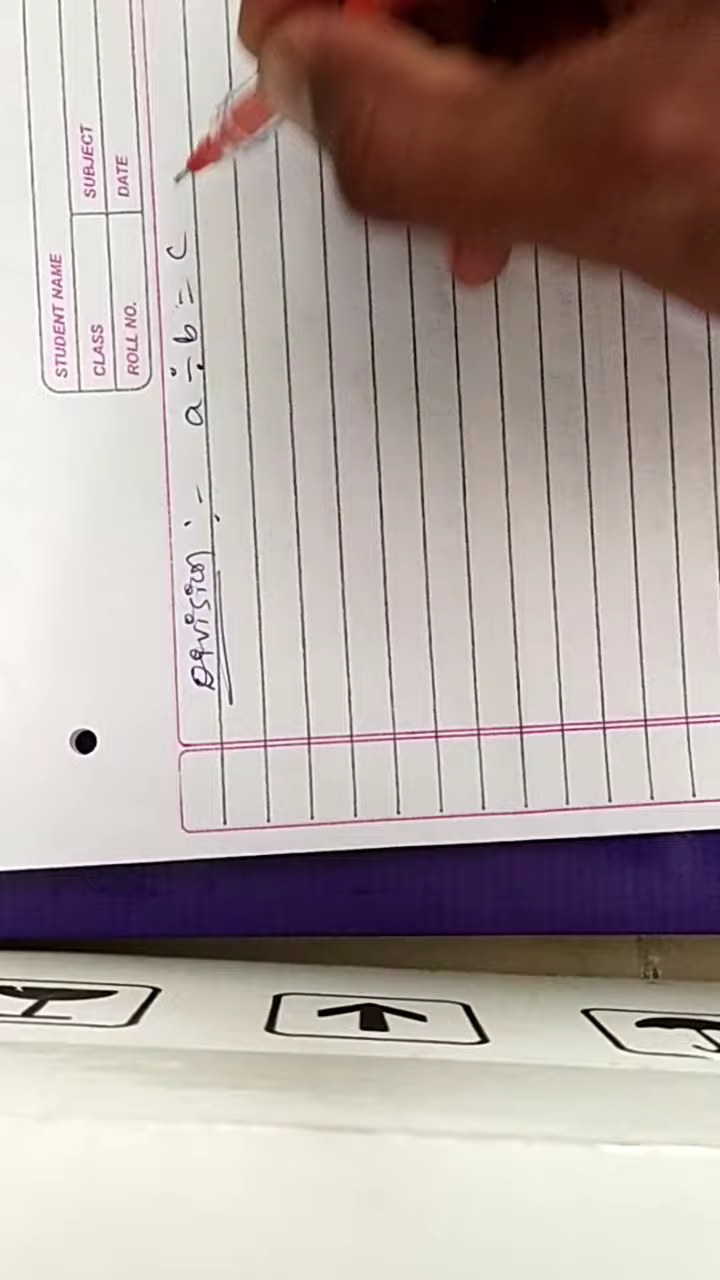 STUDENT NAME
CLASS SUBJECT
ROLL NO. DATE
Division :- a ÷ b = c